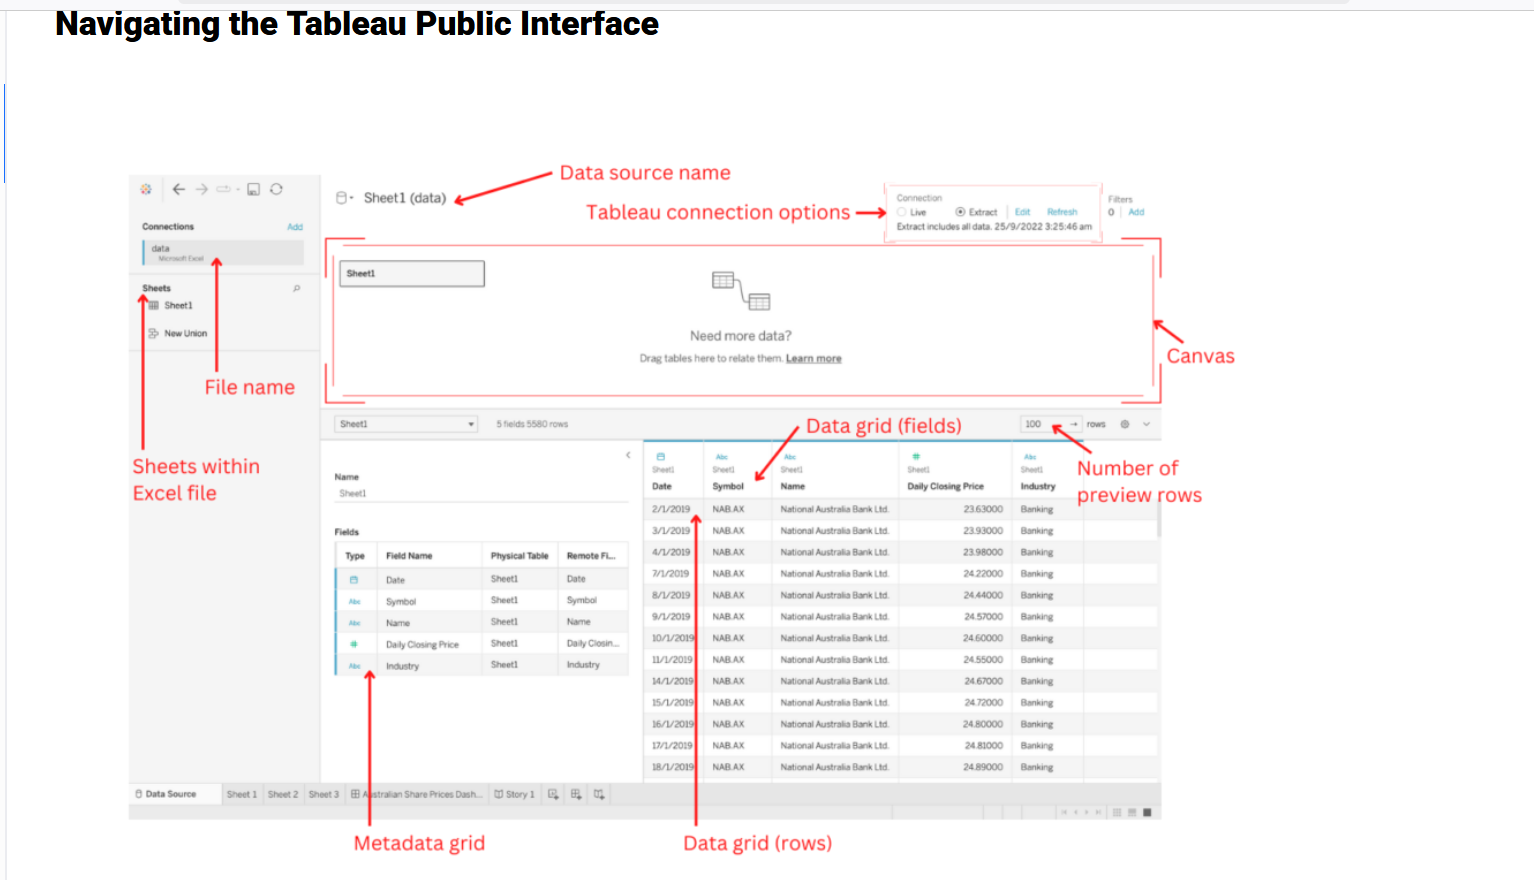 Navigating the Tableau Public Interface
Data source name
Sheet1 (data)
Tableau connection options
Connection
Live Extract Edit Refresh
Extract includes all data. 25/9/2022 3:25:46 am
Filters
0 Add
Connections Add
data
Microsoft Excel
Sheets
Sheet1
New Union
File name
Sheets within
Excel file
Sheet1
Need more data?
Drag tables here to relate them. Learn more
Canvas
Sheet1 5 fields 5580 rows
Data grid (fields)
100 → rows
Number of
preview rows
Name
Sheet1
Fields
Type Field Name Physical Table Remote Fi...
Date Sheet1 Date
Abc Symbol Sheet1 Symbol
Abc Name Sheet1 Name
# Daily Closing Price Sheet1 Daily Closin...
Abc Industry Sheet1 Industry
Abc Abc # Abc
Sheet1 Sheet1 Sheet1 Sheet1 Sheet1
Date Symbol Name Daily Closing Price Industry
2/1/2019 NAB.AX National Australia Bank Ltd. 23.63000 Banking
3/1/2019 NAB.AX National Australia Bank Ltd. 23.93000 Banking
4/1/2019 NAB.AX National Australia Bank Ltd. 23.98000 Banking
7/1/2019 NAB.AX National Australia Bank Ltd. 24.22000 Banking
8/1/2019 NAB.AX National Australia Bank Ltd. 24.44000 Banking
9/1/2019 NAB.AX National Australia Bank Ltd. 24.57000 Banking
10/1/2019 NAB.AX National Australia Bank Ltd. 24.60000 Banking
11/1/2019 NAB.AX National Australia Bank Ltd. 24.55000 Banking
14/1/2019 NAB.AX National Australia Bank Ltd. 24.67000 Banking
15/1/2019 NAB.AX National Australia Bank Ltd. 24.72000 Banking
16/1/2019 NAB.AX National Australia Bank Ltd. 24.80000 Banking
17/1/2019 NAB.AX National Australia Bank Ltd. 24.81000 Banking
18/1/2019 NAB.AX National Australia Bank Ltd. 24.89000 Banking
Data Source Sheet 1 Sheet 2 Sheet 3 Australian Share Prices Dash... Story 1
Metadata grid
Data grid (rows)